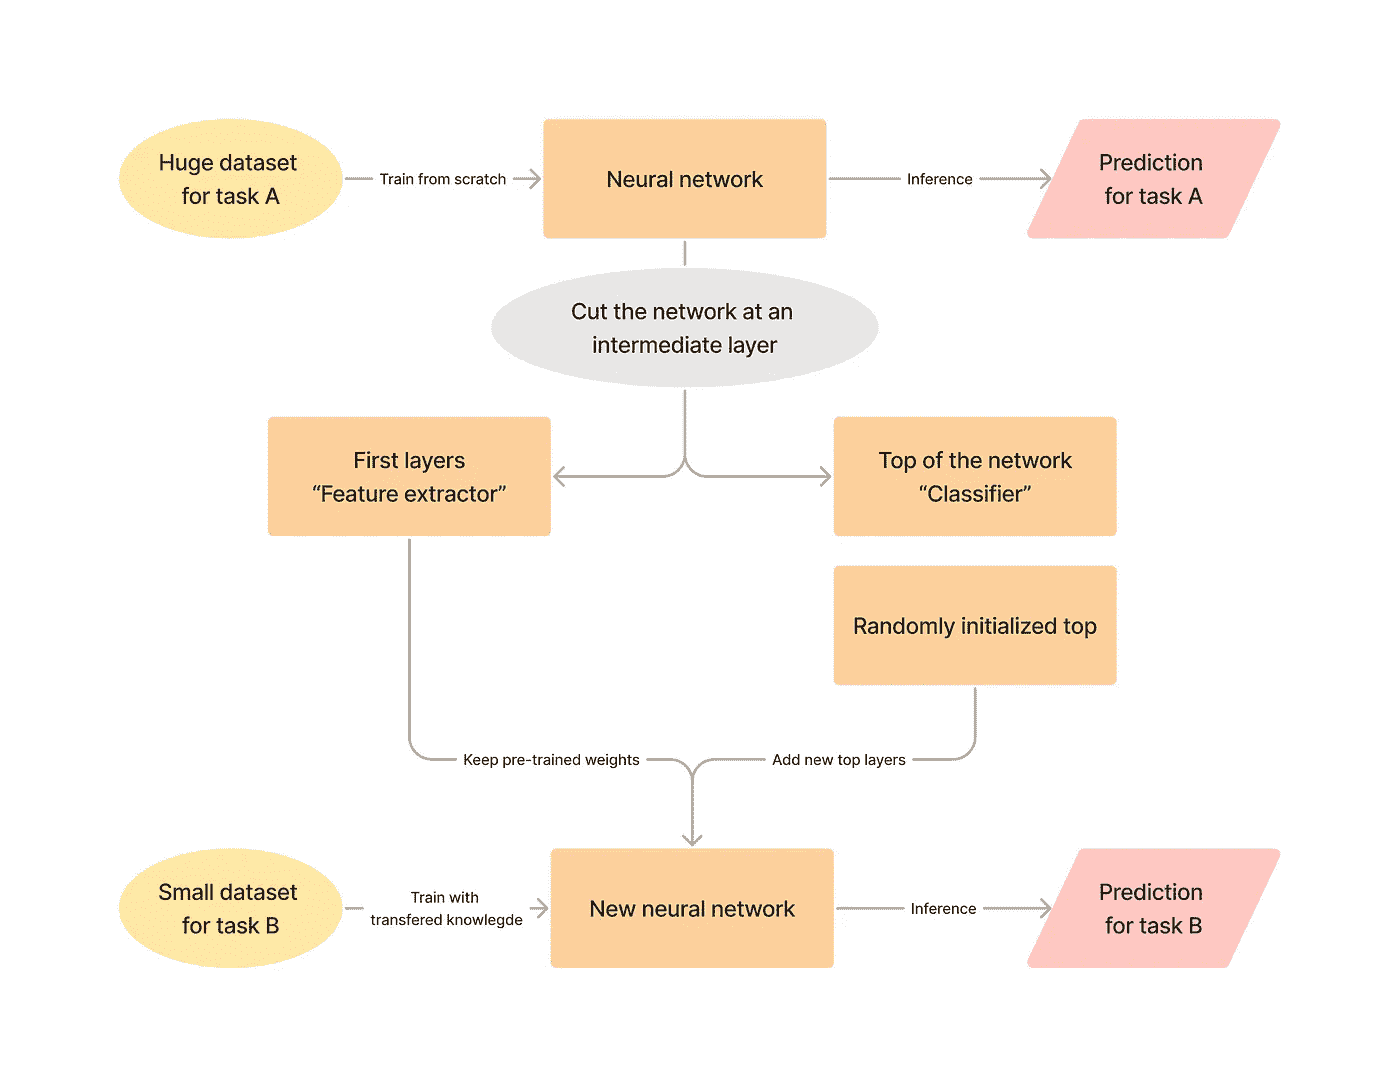 Huge dataset
for task A
Train from scratch
Neural network
Inference
Prediction
for task A
Cut the network at an
intermediate layer
First layers
“Feature extractor”
Top of the network
“Classifier”
Randomly initialized top
Keep pre-trained weights
Add new top layers
Small dataset
for task B
Train with
transfered knowlegde
New neural network
Inference
Prediction
for task B